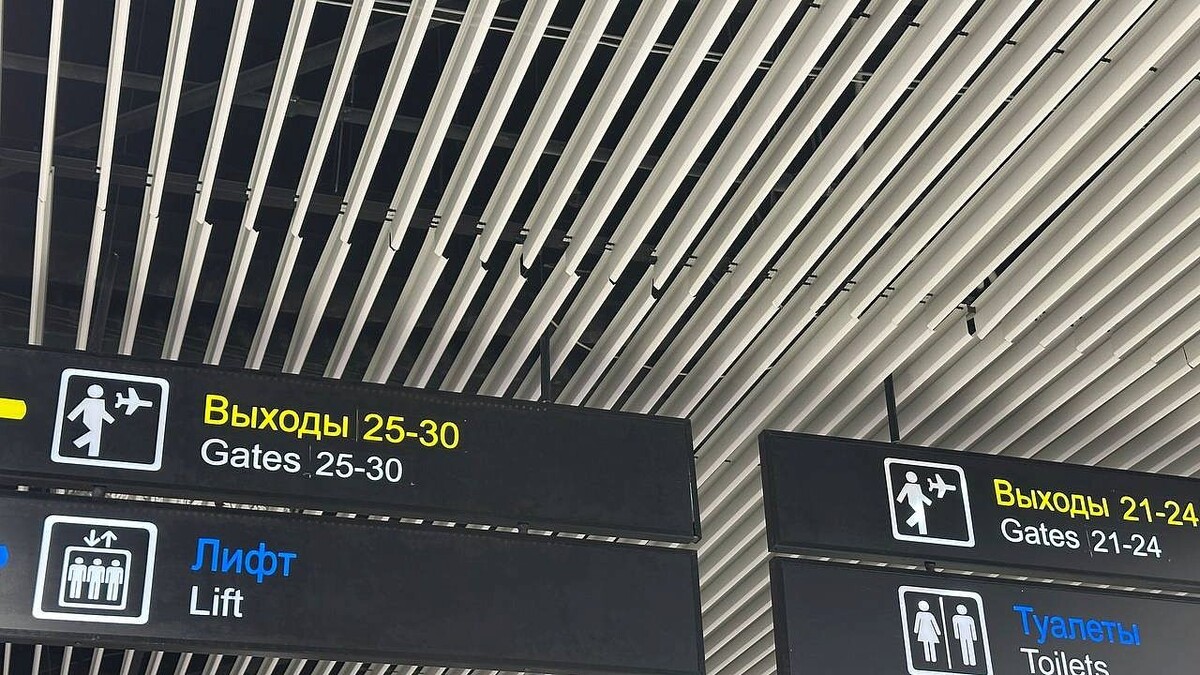 Выходы 25-30
Gates 25-30
Лифт
Lift
Выходы 21-24
Gates 21-24
Туалеты
Toilets